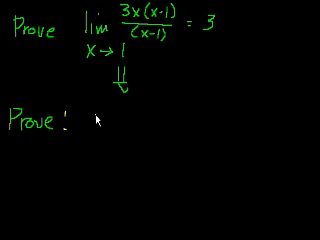 Prove lim 3x(x-1)/(x-1) = 3
x → 1
⇓
Prove: